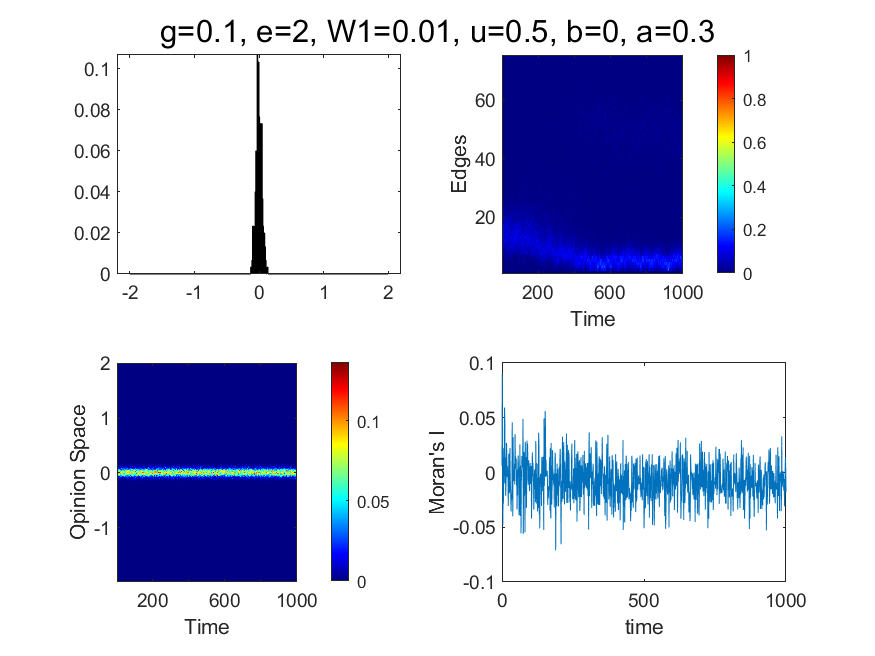 g=0.1, e=2, W1=0.01, u=0.5, b=0, a=0.3
0.1
0.08
0.06
0.04
0.02
0
-2 -1 0 1 2
Edges
60
40
20
200 600 1000
Time
1
0.8
0.6
0.4
0.2
0
Opinion Space
2
1
0
-1
200 600 1000
Time
0.1
0.05
0
Moran's I
0.1
0.05
0
-0.05
-0.1
0 500 1000
time